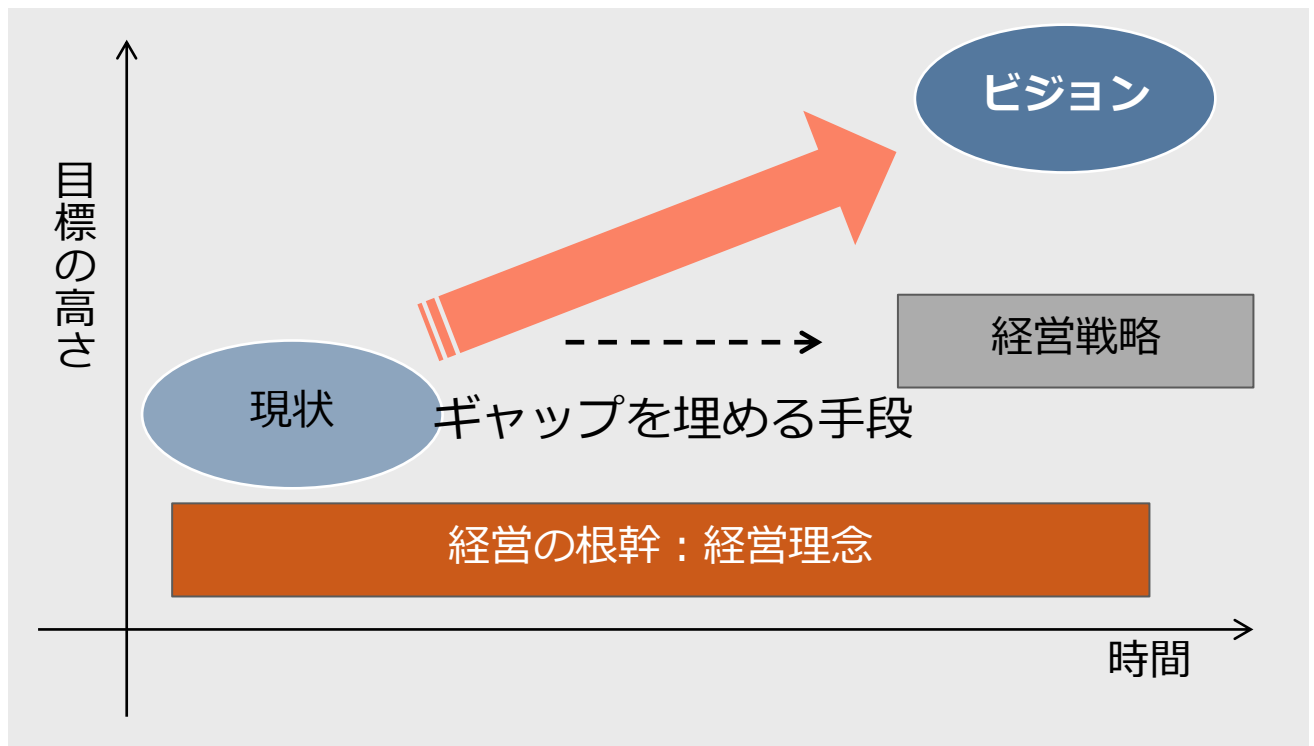 ビジョン
目標の高さ
経営戦略
現状
ギャップを埋める手段
経営の根幹：経営理念
時間